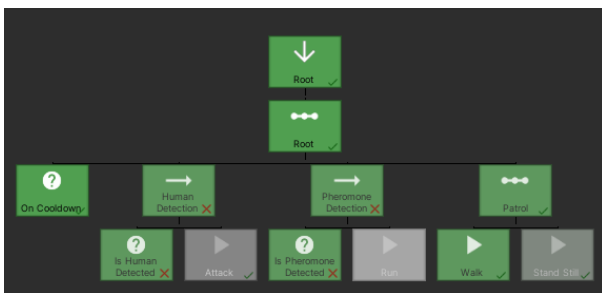 Root
Root
On Cooldown
Human
Detection
Pheromone
Detection
Patrol
Is Human
Detected
Attack
Is Pheromone
Detected
Run
Walk
Stand Still